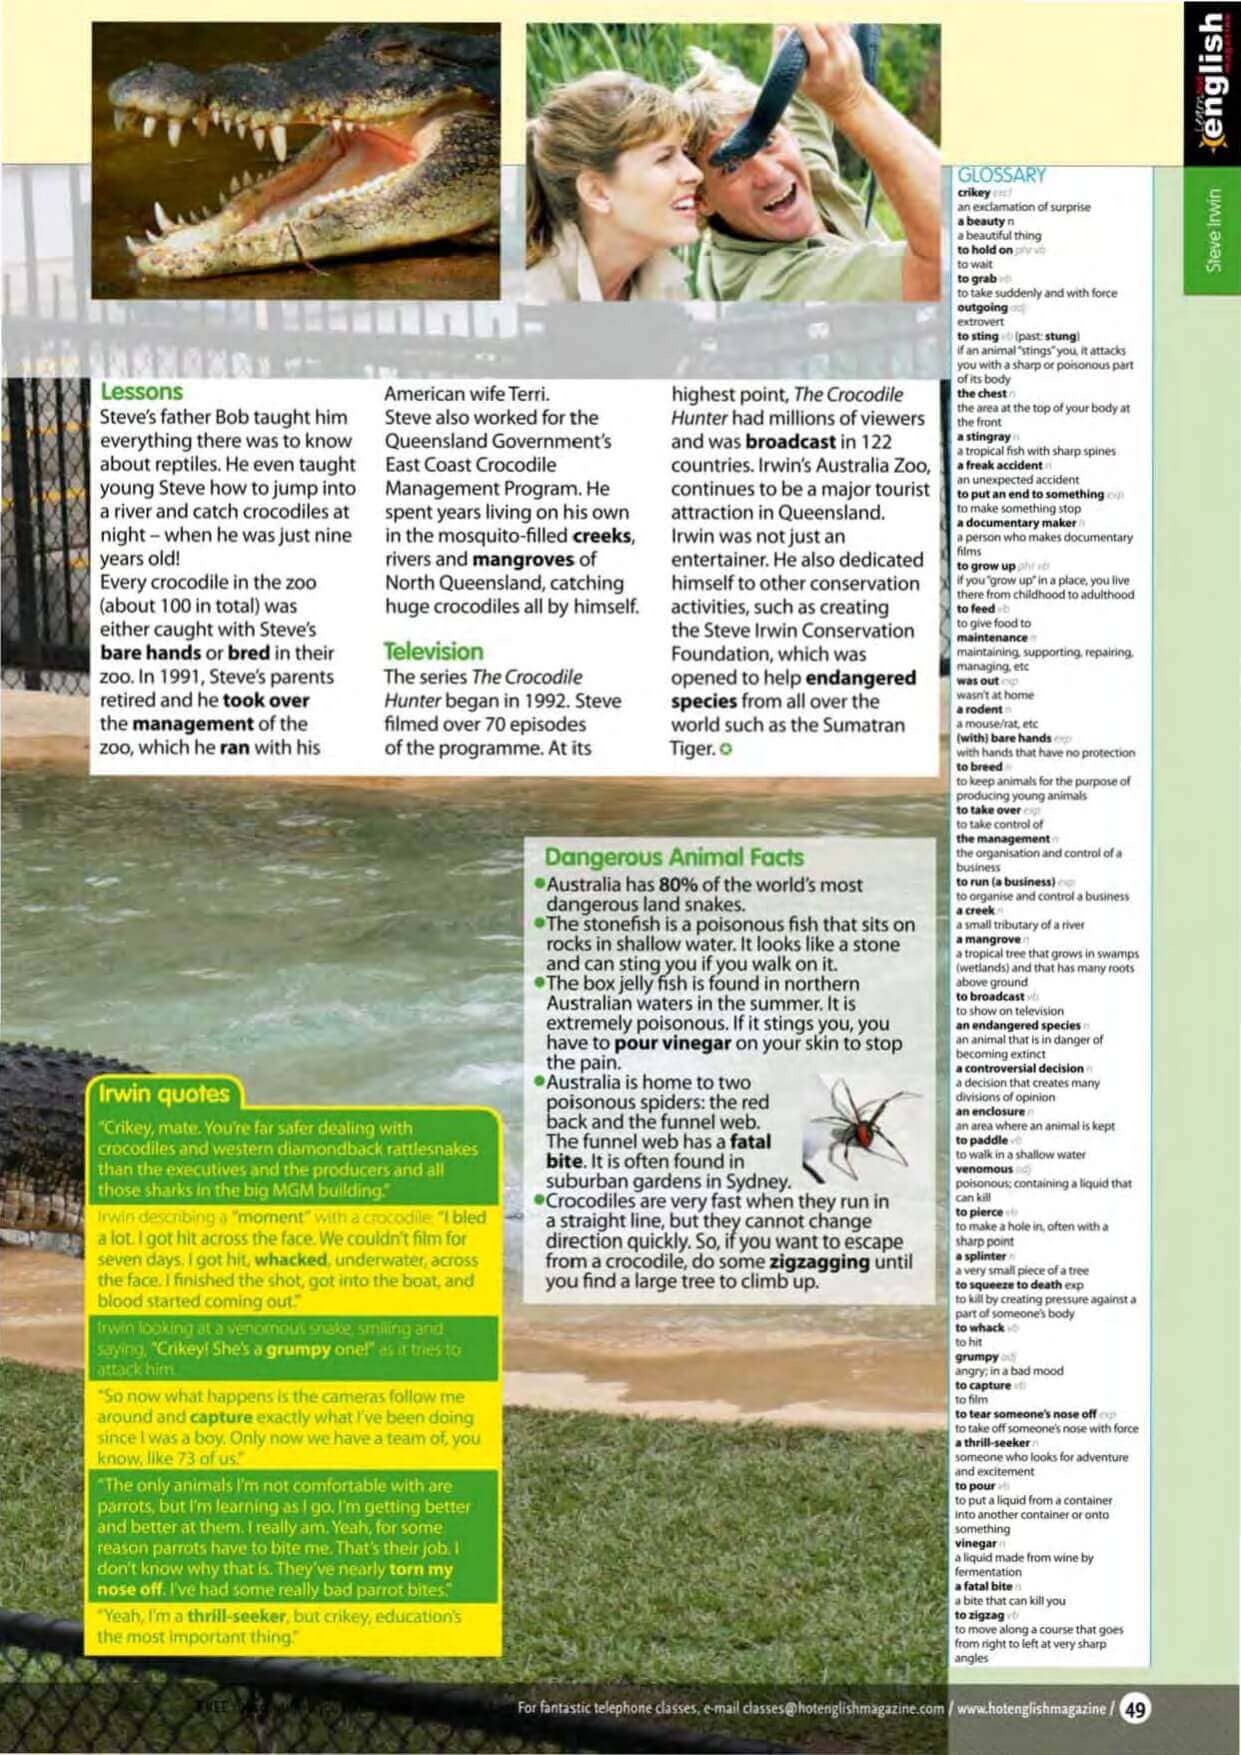 Learn hot
english
magazine
Steve Irwin
Lessons
Steve's father Bob taught him
everything there was to know
about reptiles. He even taught
young Steve how to jump into
a river and catch crocodiles at
night – when he was just nine
years old!
Every crocodile in the zoo
(about 100 in total) was
either caught with Steve's
bare hands or bred in their
zoo. In 1991, Steve's parents
retired and he took over
the management of the
zoo, which he ran with his
American wife Terri.
Steve also worked for the
Queensland Government's
East Coast Crocodile
Management Program. He
spent years living on his own
in the mosquito-filled creeks,
rivers and mangroves of
North Queensland, catching
huge crocodiles all by himself.
Television
The series The Crocodile
Hunter began in 1992. Steve
filmed over 70 episodes
of the programme. At its
highest point, The Crocodile
Hunter had millions of viewers
and was broadcast in 122
countries. Irwin's Australia Zoo,
continues to be a major tourist
attraction in Queensland.
Irwin was not just an
entertainer. He also dedicated
himself to other conservation
activities, such as creating
the Steve Irwin Conservation
Foundation, which was
opened to help endangered
species from all over the
world such as the Sumatran
Tiger.
Dangerous Animal Facts
•Australia has 80% of the world's most
dangerous land snakes.
•The stonefish is a poisonous fish that sits on
rocks in shallow water. It looks like a stone
and can sting you if you walk on it.
•The box jelly fish is found in northern
Australian waters in the summer. It is
extremely poisonous. If it stings you, you
have to pour vinegar on your skin to stop
the pain.
•Australia is home to two
poisonous spiders: the red
back and the funnel web.
The funnel web has a fatal
bite. It is often found in
suburban gardens in Sydney.
•Crocodiles are very fast when they run in
a straight line, but they cannot change
direction quickly. So, if you want to escape
from a crocodile, do some zigzagging until
you find a large tree to climb up.
Irwin quotes
"Crikey, mate. You're far safer dealing with
crocodiles and western diamondback rattlesnakes
than the executives and the producers and all
those sharks in the big MGM building."
Irwin describing a "moment" with a crocodile: "I bled
a lot. I got hit across the face. We couldn't film for
seven days. I got hit, whacked, underwater, across
the face. I finished the shot, got into the boat, and
blood started coming out."
Irwin looking at a venomous snake, smiling and
saying, "Crikey! She's a grumpy one!" as it tries to
attack him.
"So now what happens is the cameras follow me
around and capture exactly what I've been doing
since I was a boy. Only now we have a team of, you
know, like 73 of us."
"The only animals I'm not comfortable with are
parrots, but I'm learning as I go. I'm getting better
and better at them. I really am. Yeah, for some
reason parrots have to bite me. That's their job. I
don't know why that is. They've nearly torn my
nose off. I've had some really bad parrot bites."
"Yeah, I'm a thrill-seeker, but crikey, education's
the most important thing."
GLOSSARY
crikey excl
an exclamation of surprise
a beauty n
a beautiful thing
to hold on phr vb
to wait
to grab vb
to take suddenly and with force
outgoing adj
extrovert
to sting vb (past: stung)
if an animal "stings" you, it attacks
you with a sharp or poisonous part
of its body
the chest n
the area at the top of your body at
the front
a stingray n
a tropical fish with sharp spines
a freak accident n
an unexpected accident
to put an end to something exp
to make something stop
a documentary maker n
a person who makes documentary
films
to grow up phr vb
if you "grow up" in a place, you live
there from childhood to adulthood
to feed vb
to give food to
maintenance n
maintaining, supporting, repairing,
managing, etc
was out exp
wasn't at home
a rodent n
a mouse/rat, etc
(with) bare hands exp
with hands that have no protection
to breed n
to keep animals for the purpose of
producing young animals
to take over exp
to take control of
the management n
the organisation and control of a
business
to run (a business) exp
to organise and control a business
a creek n
a small tributary of a river
a mangrove n
a tropical tree that grows in swamps
(wetlands) and that has many roots
above ground
to broadcast vb
to show on television
an endangered species n
an animal that is in danger of
becoming extinct
a controversial decision n
a decision that creates many
divisions of opinion
an enclosure n
an area where an animal is kept
to paddle vb
to walk in a shallow water
venomous adj
poisonous; containing a liquid that
can kill
to pierce vb
to make a hole in, often with a
sharp point
a splinter n
a very small piece of a tree
to squeeze to death exp
to kill by creating pressure against a
part of someone's body
to whack vb
to hit
grumpy adj
angry; in a bad mood
to capture vb
to film
to tear someone's nose off exp
to take off someone's nose with force
a thrill-seeker n
someone who looks for adventure
and excitement
to pour vb
to put a liquid from a container
into another container or onto
something
vinegar n
a liquid made from wine by
fermentation
a fatal bite n
a bite that can kill you
to zigzag vb
to move along a course that goes
from right to left at very sharp
angles
For fantastic telephone classes, e-mail classes@hotenglishmagazine.com / www.hotenglishmagazine / 49